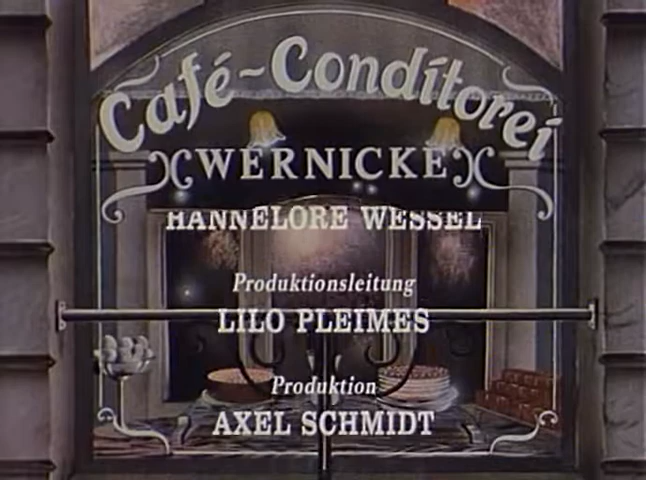 Café-Conditorei
WERNICKE
HANNELORE WESSEL
Produktionsleitung
LILO PLEIMES
Produktion
AXEL SCHMIDT